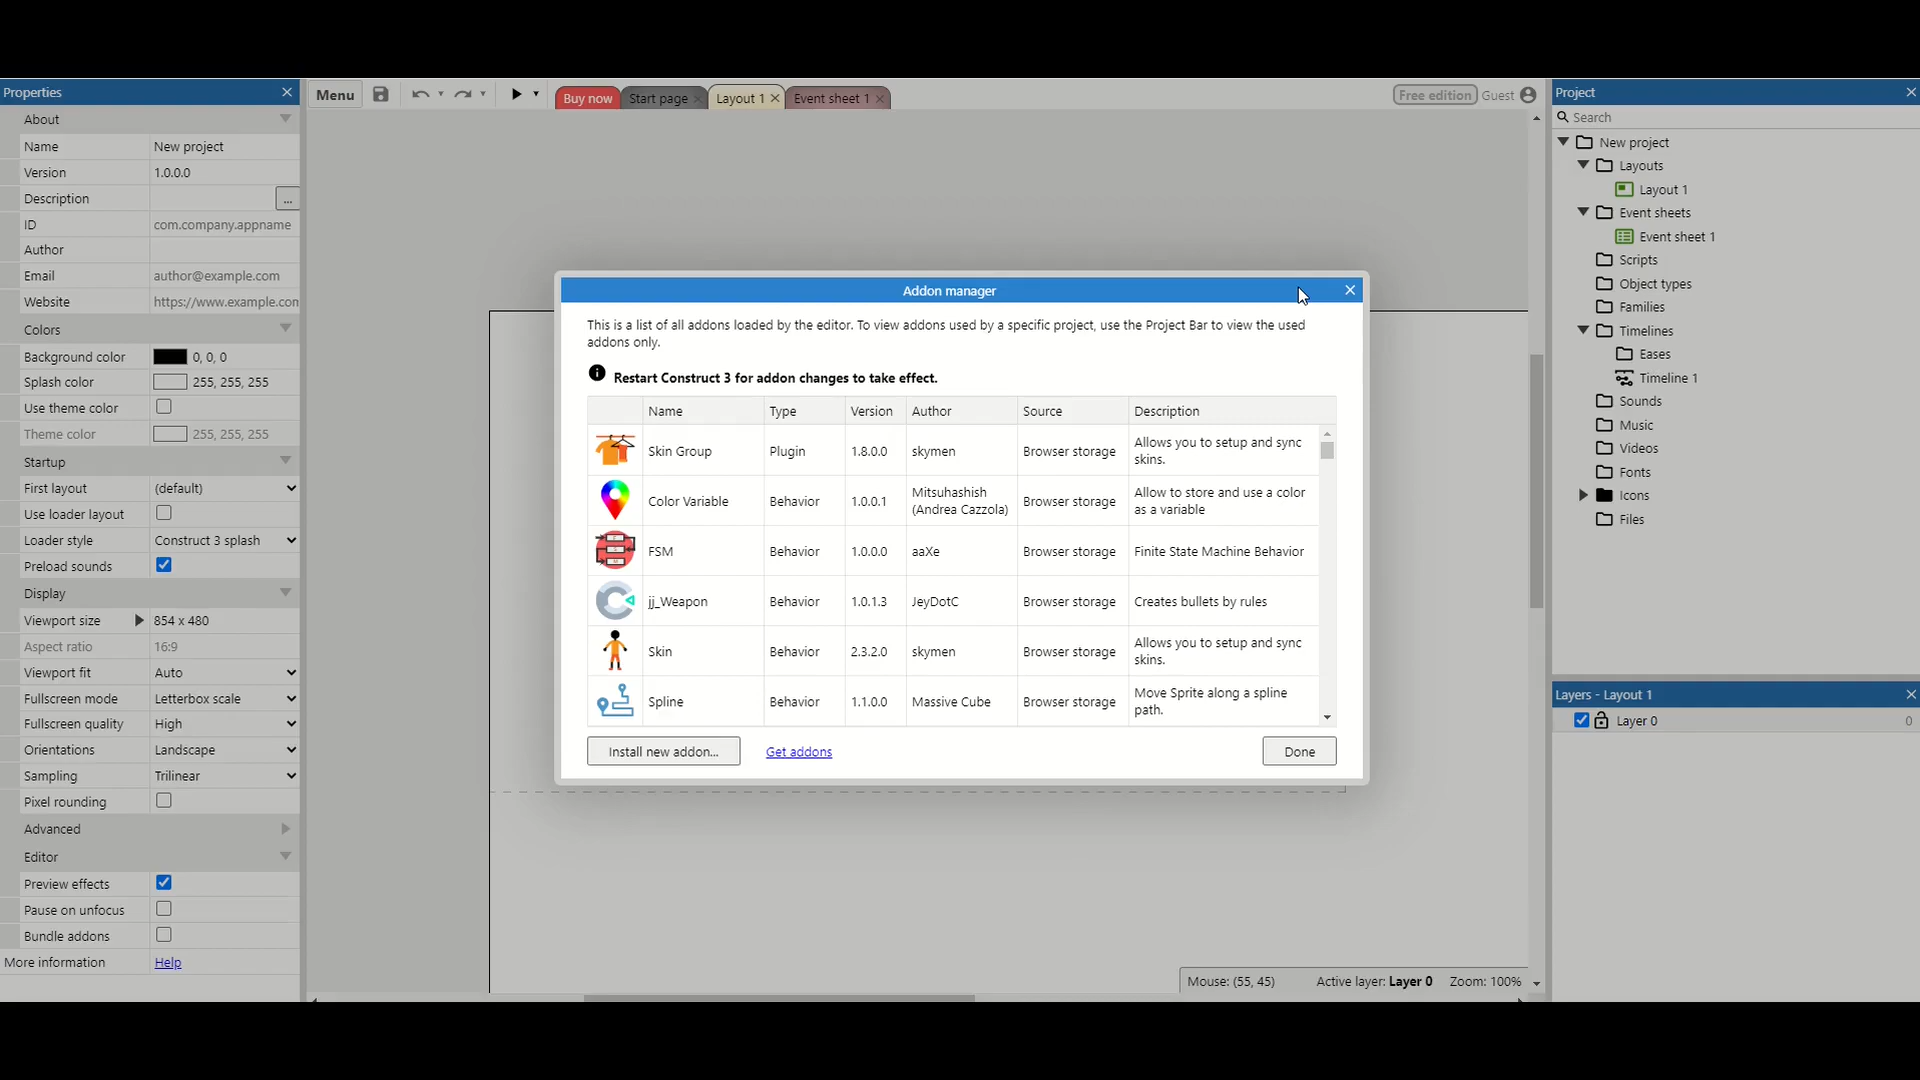 Properties
About
Name New project
Version 1.0.0.0
Description ...
ID com.company.appname
Author
Email author@example.com
Website https://www.example.con
Colors
Background color 0, 0, 0
Splash color 255, 255, 255
Use theme color
Theme color 255, 255, 255
Startup
First layout (default)
Use loader layout
Loader style Construct 3 splash
Preload sounds
Display
Viewport size 854 x 480
Aspect ratio 16:9
Viewport fit Auto
Fullscreen mode Letterbox scale
Fullscreen quality High
Orientations Landscape
Sampling Trilinear
Pixel rounding
Advanced
Editor
Preview effects
Pause on unfocus
Bundle addons
More information Help
Menu Buy now Start page Layout 1 Event sheet 1 Free edition Guest
Addon manager
This is a list of all addons loaded by the editor. To view addons used by a specific project, use the Project Bar to view the used
addons only.
Restart Construct 3 for addon changes to take effect.
Name Type Version Author Source Description
Skin Group Plugin 1.8.0.0 skymen Browser storage Allows you to setup and sync
skins.
Color Variable Behavior 1.0.0.1 Mitsuhashish
(Andrea Cazzola) Browser storage Allow to store and use a color
as a variable
FSM Behavior 1.0.0.0 aaXe Browser storage Finite State Machine Behavior
jj_Weapon Behavior 1.0.1.3 JeyDotC Browser storage Creates bullets by rules
Skin Behavior 2.3.2.0 skymen Browser storage Allows you to setup and sync
skins.
Spline Behavior 1.1.0.0 Massive Cube Browser storage Move Sprite along a spline
path.
Install new addon... Get addons Done
Mouse: (55, 45) Active layer: Layer 0 Zoom: 100%
Project
Search
New project
Layouts
Layout 1
Event sheets
Event sheet 1
Scripts
Object types
Families
Timelines
Eases
Timeline 1
Sounds
Music
Videos
Fonts
Icons
Files
Layers - Layout 1
Layer 0 0